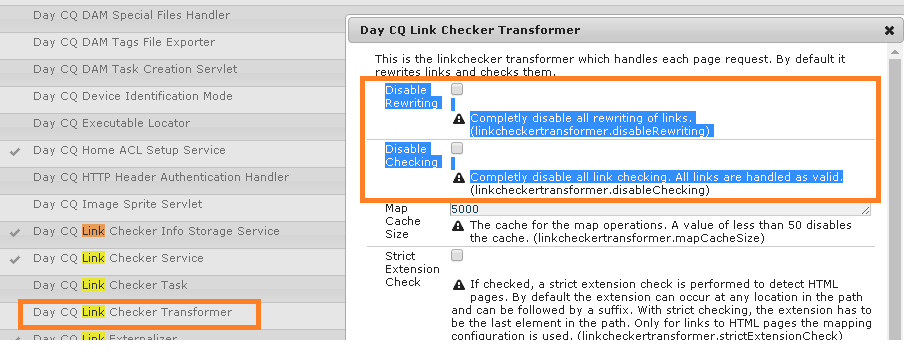 Day CQ DAM Special Files Handler
Day CQ DAM Tags File Exporter
Day CQ DAM Task Creation Servlet
Day CQ Device Identification Mode
Day CQ Executable Locator
Day CQ Home ACL Setup Service
Day CQ HTTP Header Authentication Handler
Day CQ Image Sprite Servlet
Day CQ Link Checker Info Storage Service
Day CQ Link Checker Service
Day CQ Link Checker Task
Day CQ Link Checker Transformer
Day CQ Link Externalizer
Day CQ Link Checker Transformer
This is the linkchecker transformer which handles each page request. By default it
rewrites links and checks them.
Disable
Rewriting
Completly disable all rewriting of links.
(linkcheckertransformer.disableRewriting)
Disable
Checking
Completly disable all link checking. All links are handled as valid.
(linkcheckertransformer.disableChecking)
Map
Cache
Size
5000
The cache for the map operations. A value of less than 50 disables
the cache. (linkcheckertransformer.mapCacheSize)
Strict
Extension
Check
If checked, a strict extension check is performed to detect HTML
pages. By default the extension can occur at any location in the path
and can be followed by a suffix. With strict checking, the extension has to
be the last element in the path. Only for links to HTML pages the mapping
configuration is used. (linkcheckertransformer.strictExtensionCheck)